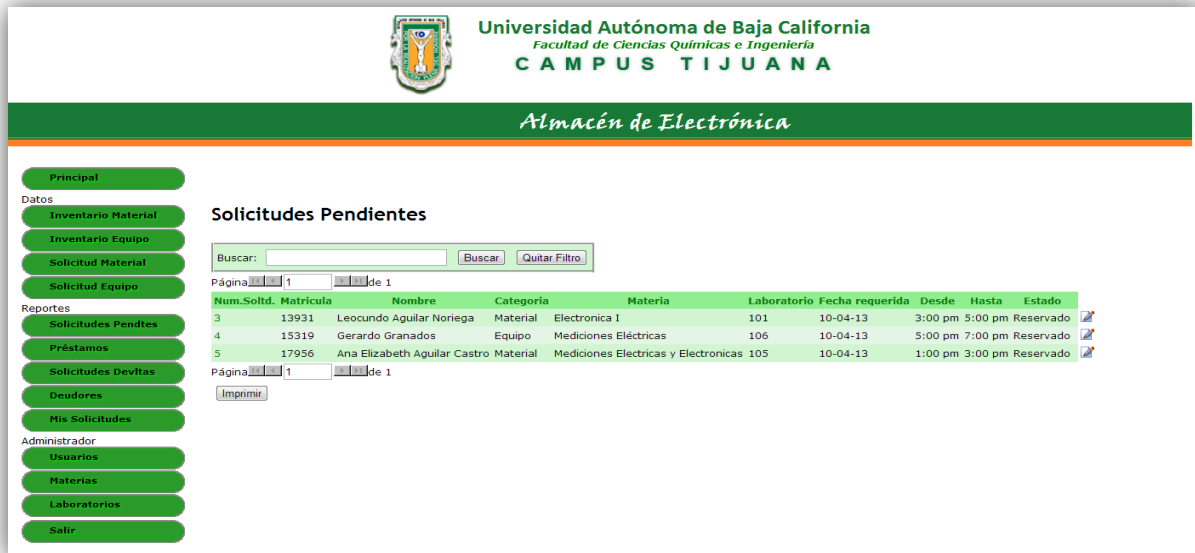 Universidad Autónoma de Baja California
Facultad de Ciencias Químicas e Ingeniería
CAMPUS TIJUANA
Almacén de Electrónica
Principal
Datos
Inventario Material
Inventario Equipo
Solicitud Material
Solicitud Equipo
Reportes
Solicitudes Pendtes
Préstamos
Solicitudes Devltas
Deudores
Mis Solicitudes
Administrador
Usuarios
Materias
Laboratorios
Salir
Solicitudes Pendientes
Buscar: Buscar Quitar Filtro
Página 1 de 1
Num.Soltd. Matricula Nombre Categoria Materia Laboratorio Fecha requerida Desde Hasta Estado
3 13931 Leocundo Aguilar Noriega Material Electronica I 101 10-04-13 3:00 pm 5:00 pm Reservado
4 15319 Gerardo Granados Equipo Mediciones Eléctricas 106 10-04-13 5:00 pm 7:00 pm Reservado
5 17956 Ana Elizabeth Aguilar Castro Material Mediciones Electricas y Electronicas 105 10-04-13 1:00 pm 3:00 pm Reservado
Página 1 de 1
Imprimir